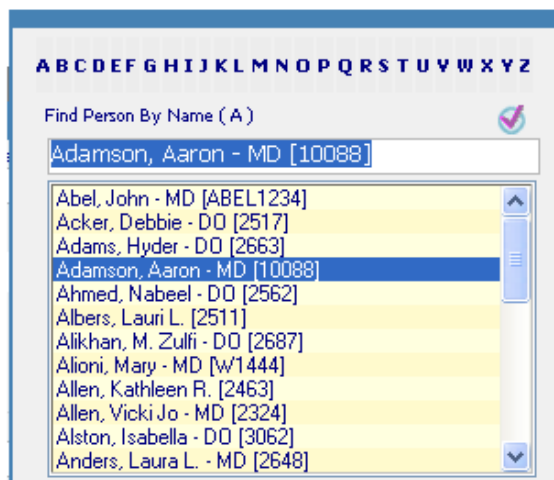 A B C D E F G H I J K L M N O P Q R S T U V W X Y Z
Find Person By Name ( A )
Adamson, Aaron - MD [10088]
Abel, John - MD [ABEL1234]
Acker, Debbie - DO [2517]
Adams, Hyder - DO [2663]
Adamson, Aaron - MD [10088]
Ahmed, Nabeel - DO [2562]
Albers, Lauri L. [2511]
Alikhan, M. Zulfi - DO [2687]
Alioni, Mary - MD [W1444]
Allen, Kathleen R. [2463]
Allen, Vicki Jo - MD [2324]
Alston, Isabella - DO [3062]
Anders, Laura L. - MD [2648]